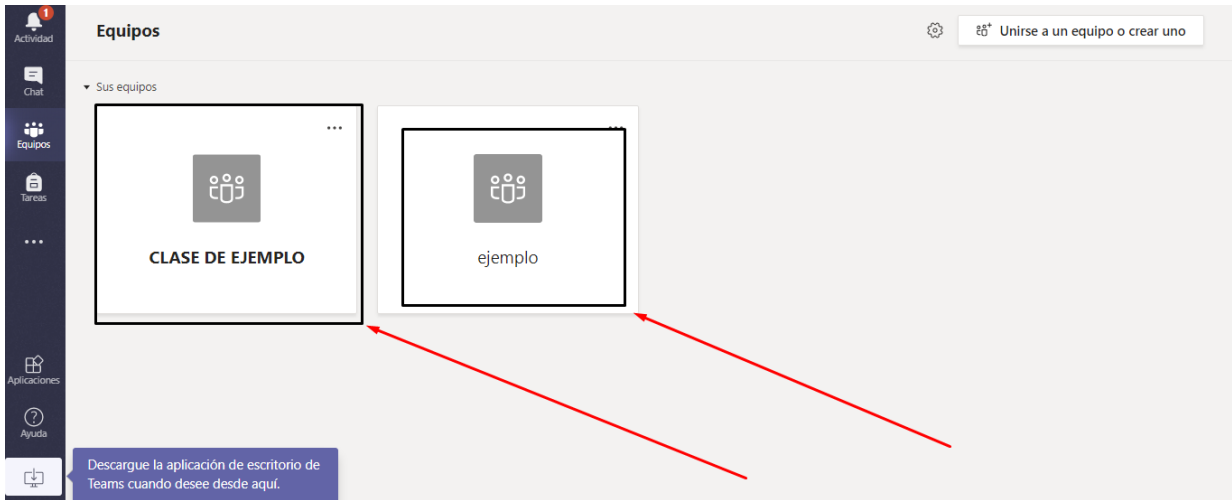 1
Actividad
Chat
Equipos
Tareas
Aplicaciones
Ayuda
Equipos
Unirse a un equipo o crear uno
Sus equipos
CLASE DE EJEMPLO
ejemplo
Descargue la aplicación de escritorio de
Teams cuando desee desde aquí.